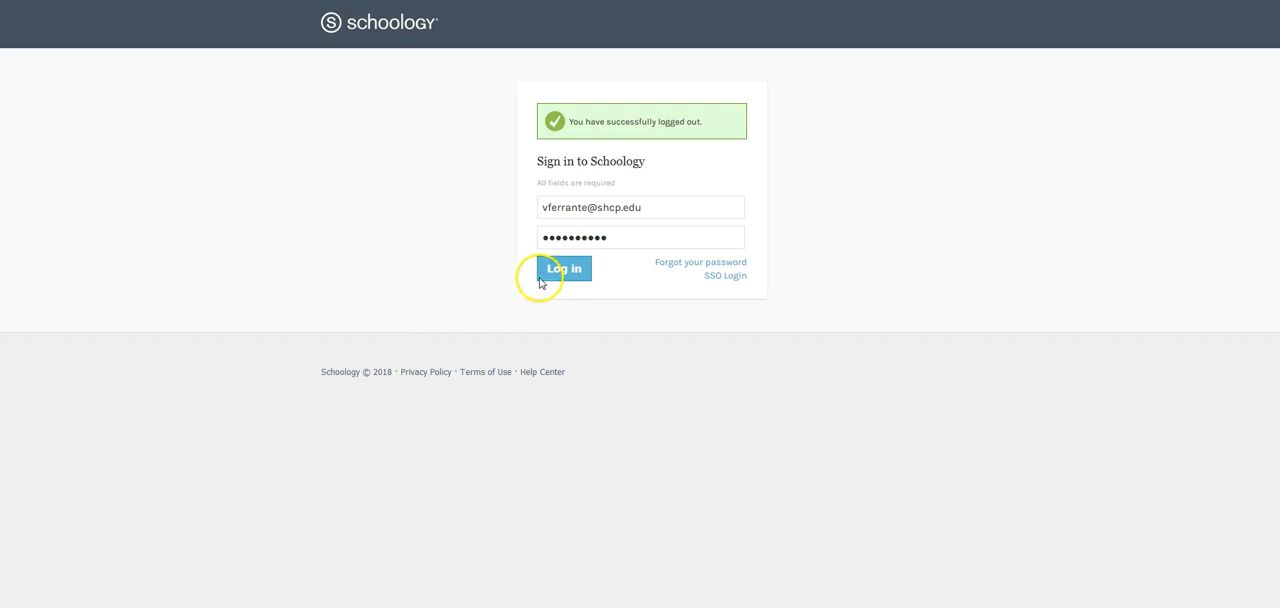 S schoology
You have successfully logged out.
Sign in to Schoology
All fields are required
vferrante@shcp.edu
••••••••••
Log in
Forgot your password
SSO Login
Schoology © 2018 · Privacy Policy · Terms of Use · Help Center